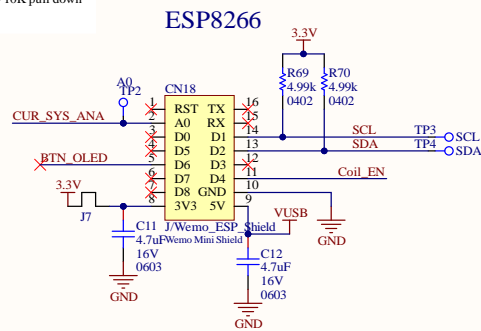 10K pull down
ESP8266
3.3V
R69
4.99k
0402
R70
4.99k
0402
A0
TP2
CN18
CUR_SYS_ANA
1 RST TX 16
2 A0 RX 15
3 D0 D1 14 SCL TP3 SCL
4 D5 D2 13 SDA TP4 SDA
BTN_OLED 5 D6 D3 12
6 D7 D4 11 Coil_EN
7 D8 GND 10
3.3V 8 3V3 5V 9
J7
J/Wemo_ESP_Shield
Wemo Mini Shield
VUSB
GND
C11
4.7uF
16V
0603
GND
C12
4.7uF
16V
0603
GND